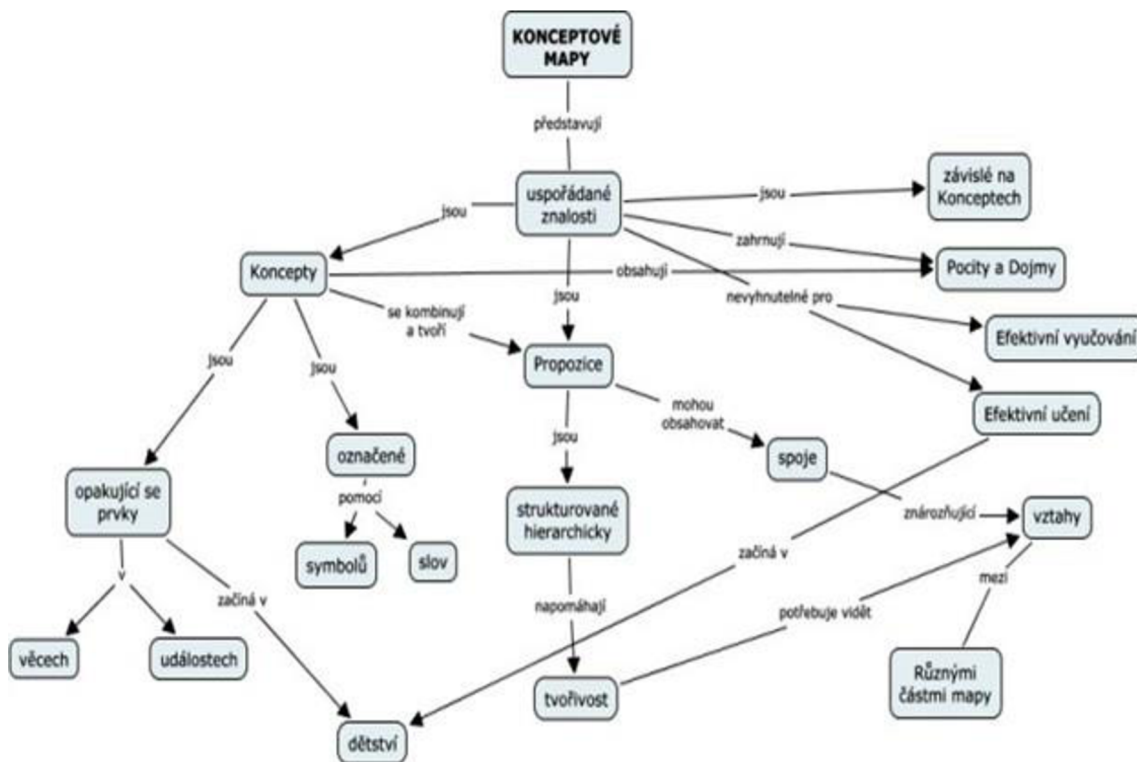 KONCEPTOVÉ
MAPY
představují
uspořádané
znalosti
jsou
závislé na
Konceptech
jsou
zahrnují
Koncepty
obsahují
Pocity a Dojmy
jsou
nevyhnutelné pro
se kombinují
a tvoří
Efektivní vyučování
Propozice
jsou
jsou
mohou
obsahovat
Efektivní učení
jsou
označené
spoje
opakující se
prvky
pomocí
strukturované
hierarchicky
znározňující
vztahy
symbolů
slov
začíná v
v
začíná v
napomáhají
potřebuje vidět
mezi
věcech
událostech
tvořivost
Různými
částmi mapy
dětství